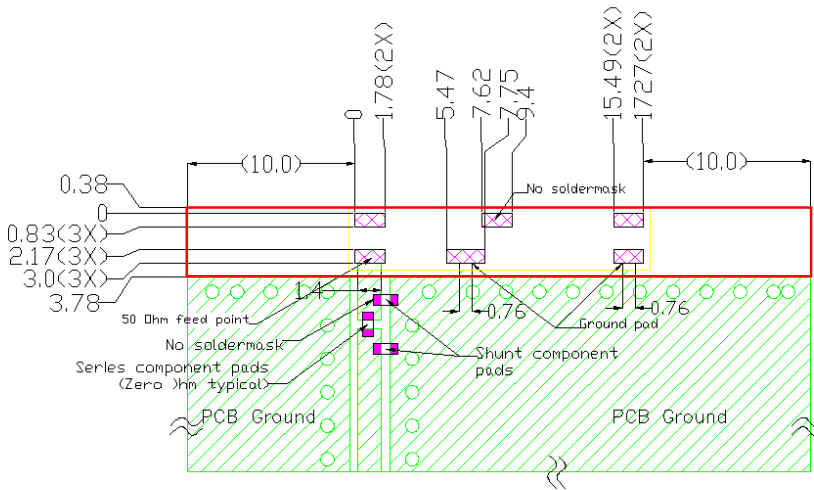 0
1.78(2X)
5.47
7.62
7.75
9.4
15.49(2X)
1727(2X)
(10.0)
(10.0)
0.38
0
0.83(3X)
2.17(3X)
3.0(3X)
3.78
No soldermask
1.4
0.76
0.76
50 Ohm feed point
Ground pad
No soldermask
Shunt component
pads
Serles component pads
(Zero )hm typical)
PCB Ground
PCB Ground